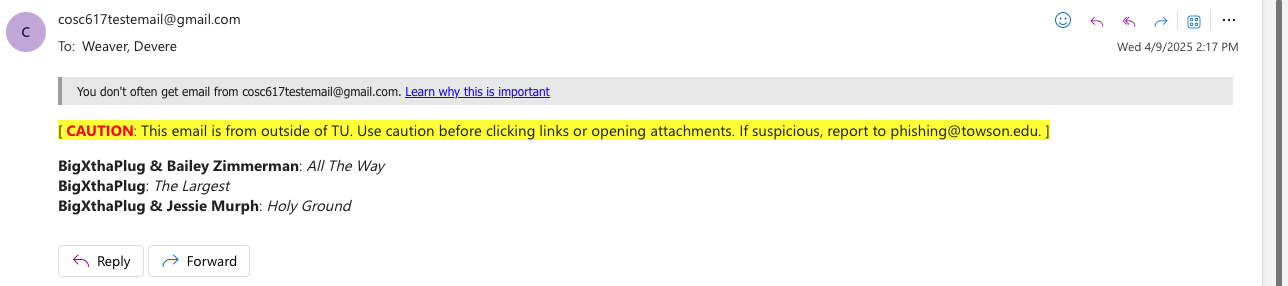 C
cosc617testemail@gmail.com
To: Weaver, Devere
Wed 4/9/2025 2:17 PM
You don't often get email from cosc617testemail@gmail.com. Learn why this is important
[ CAUTION: This email is from outside of TU. Use caution before clicking links or opening attachments. If suspicious, report to phishing@towson.edu. ]
BigXthaPlug & Bailey Zimmerman: All The Way
BigXthaPlug: The Largest
BigXthaPlug & Jessie Murph: Holy Ground
Reply Forward